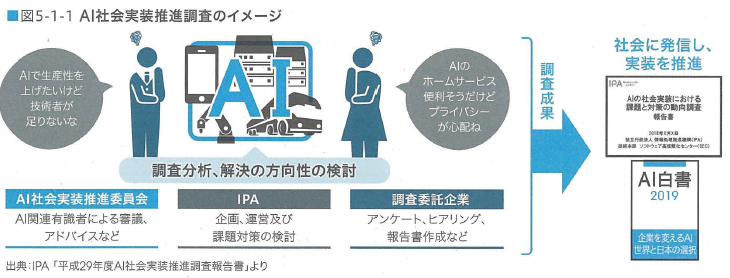 ■図5-1-1 AI社会実装推進調査のイメージ
AIで生産性を
上げたいけど
技術者が
足りないな
AI
AIの
ホームサービス
便利そうだけど
プライバシー
が心配ね
調査分析、解決の方向性の検討
AI社会実装推進委員会
AI関連有識者による審議、
アドバイスなど
IPA
企画、運営及び
課題対策の検討
調査委託企業
アンケート、ヒアリング、
報告書作成など
調査成果
社会に発信し、
実装を推進
IPA
AIの社会実装における
課題と対策の動向調査
報告書
2018年X月X日
独立行政法人 情報処理推進機構(IPA)
技術本部 ソフトウェア高信頼化センター(SEC)
AI白書
2019
企業を変えるAI
世界と日本の選択
出典:IPA「平成29年度AI社会実装推進調査報告書」より